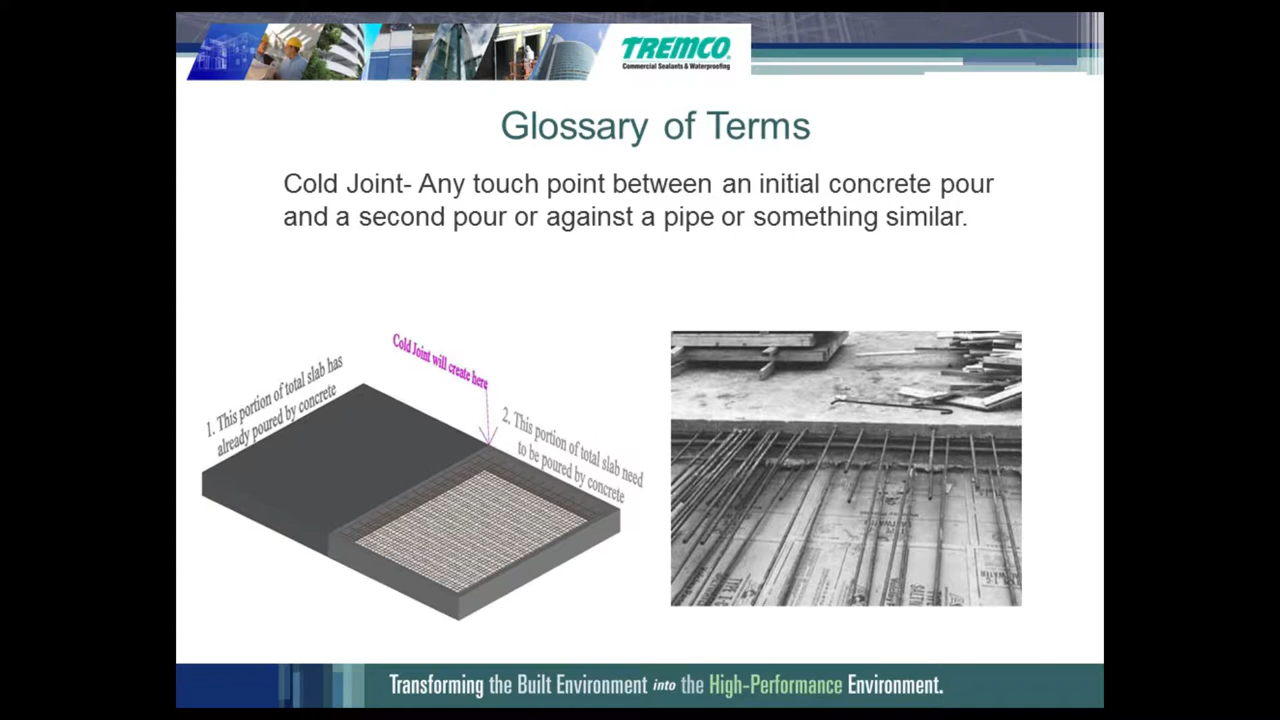 TREMCO
Commercial Sealants & Waterproofing
Glossary of Terms
Cold Joint- Any touch point between an initial concrete pour
and a second pour or against a pipe or something similar.
Cold Joint will create here
1. This portion of total slab has
already poured by concrete
2. This portion of total slab need
to be poured by concrete
Transforming the Built Environment into the High-Performance Environment.